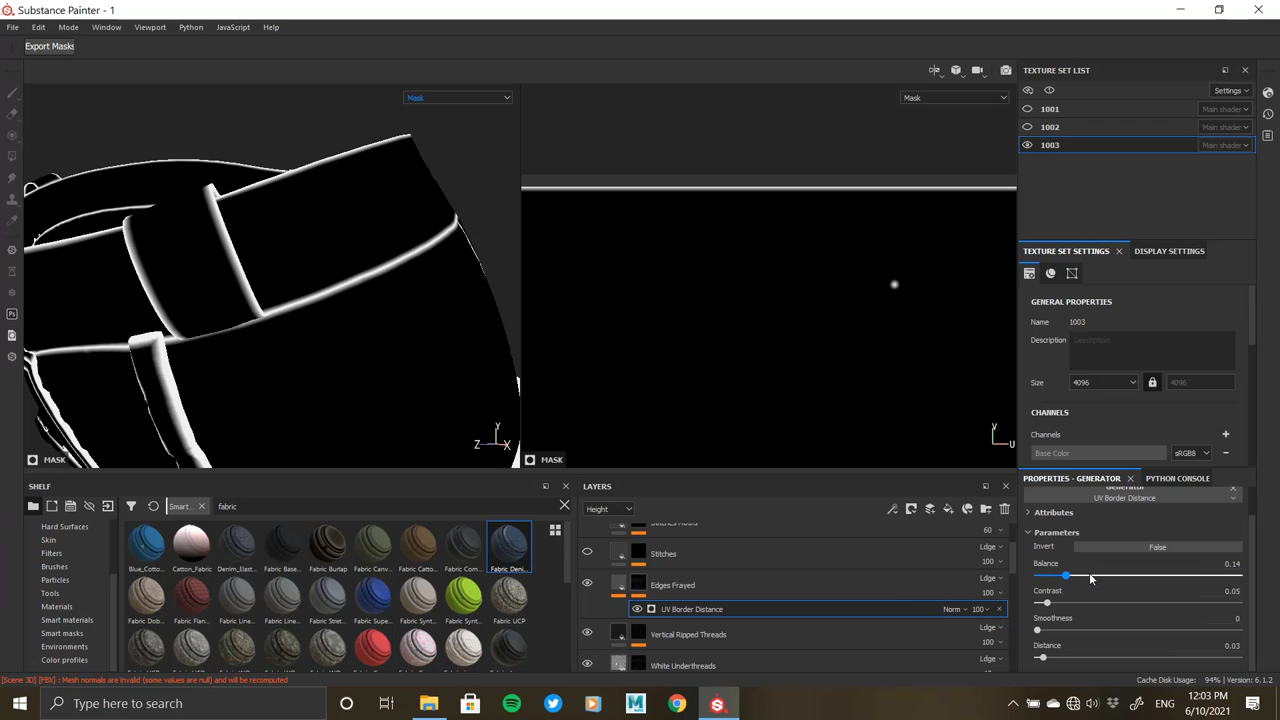 Substance Painter - 1
File Edit Mode Window Viewport Python JavaScript Help
Export Masks
Mask
Mask
TEXTURE SET LIST
Settings
1001 Main shader
1002 Main shader
1003 Main shader
TEXTURE SET SETTINGS
DISPLAY SETTINGS
GENERAL PROPERTIES
Name 1003
Description Description
Size 4096 4096
CHANNELS
Channels
Base Color sRGB8
Y
Z X
V
U
MASK
MASK
SHELF
Smart...
fabric
Hard Surfaces
Skin
Filters
Brushes
Particles
Tools
Materials
Smart materials
Smart masks
Environments
Color profiles
Blue_Cotto... Catton_Fabric Denim_Elast... Fabric Base... Fabric Burlap Fabric Canv... Fabric Catto... Fabric Com... Fabric Deni...
Fabric Dob... Fabric Flan... Fabric Line... Fabric Line... Fabric Stret... Fabric Supe... Fabric Synt... Fabric Synt... Fabric UCP
LAYERS
Height
60
Stitches Ldge 100
Edges Frayed Ldge 100
UV Border Distance Norm 100
Vertical Ripped Threads Ldge 100
White Underthreads Ldge
PROPERTIES - GENERATOR
PYTHON CONSOLE
Generator
UV Border Distance
Attributes
Parameters
Invert False
Balance 0.14
Contrast 0.05
Smoothness 0
Distance 0.03
[Scene 3D] [FBX] : Mesh normals are invalid (some values are null) and will be recomputed
Cache Disk Usage: 94% | Version: 6.1.2
Type here to search
ENG
12:03 PM
6/10/2021